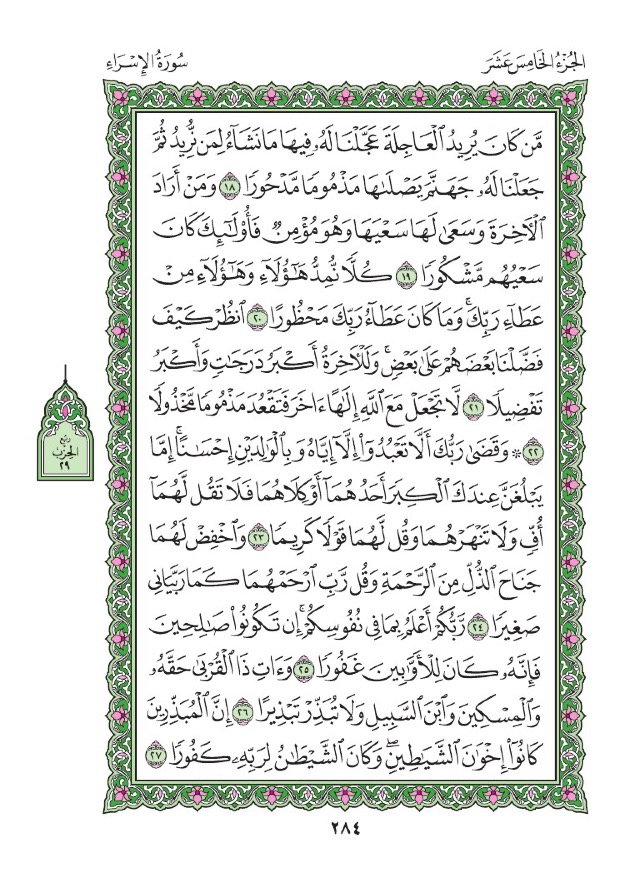 الجُزْءُ الخَامِسَ عَشَرَ
سُورَةُ الإِسْرَاءِ
مَّن كَانَ يُرِيدُ ٱلْعَاجِلَةَ عَجَّلْنَا لَهُۥ فِيهَا مَا نَشَآءُ لِمَن نُّرِيدُ ثُمَّ
جَعَلْنَا لَهُۥ جَهَنَّمَ يَصْلَىٰهَا مَذْمُومًا مَّدْحُورًا ١٨ وَمَنْ أَرَادَ
ٱلْأَخِرَةَ وَسَعَىٰ لَهَا سَعْيَهَا وَهُوَ مُؤْمِنٌ فَأُو۟لَٰٓئِكَ كَانَ
سَعْيُهُم مَّشْكُورًا ١٩ كُلًّا نُّمِدُّ هَٰٓؤُلَآءِ وَهَٰٓؤُلَآءِ مِنْ
عَطَآءِ رَبِّكَ ۚ وَمَا كَانَ عَطَآءُ رَبِّكَ مَحْظُورًا ٢٠ ٱنظُرْ كَيْفَ
فَضَّلْنَا بَعْضَهُمْ عَلَىٰ بَعْضٍ ۚ وَلَلْأَخِرَةُ أَكْبَرُ دَرَجَٰتٍ وَأَكْبَرُ
تَفْضِيلًا ٢١ لَّا تَجْعَلْ مَعَ ٱللَّهِ إِلَٰهًا ءَاخَرَ فَتَقْعُدَ مَذْمُومًا مَّخْذُولًا
٢٢ ۞ وَقَضَىٰ رَبُّكَ أَلَّا تَعْبُدُوٓا۟ إِلَّآ إِيَّاهُ وَبِٱلْوَٰلِدَيْنِ إِحْسَٰنًا ۚ إِمَّا
يَبْلُغَنَّ عِندَكَ ٱلْكِبَرَ أَحَدُهُمَآ أَوْ كِلَاهُمَا فَلَا تَقُل لَّهُمَآ
أُفٍّ وَلَا تَنْهَرْهُمَا وَقُل لَّهُمَا قَوْلًا كَرِيمًا ٢٣ وَٱخْفِضْ لَهُمَا
جَنَاحَ ٱلذُّلِّ مِنَ ٱلرَّحْمَةِ وَقُل رَّبِّ ٱرْحَمْهُمَا كَمَا رَبَّيَانِى
صَغِيرًا ٢٤ رَّبُّكُمْ أَعْلَمُ بِمَا فِى نُفُوسِكُمْ ۚ إِن تَكُونُوا۟ صَٰلِحِينَ
فَإِنَّهُۥ كَانَ لِلْأَوَّٰبِينَ غَفُورًا ٢٥ وَءَاتِ ذَا ٱلْقُرْبَىٰ حَقَّهُۥ
وَٱلْمِسْكِينَ وَٱبْنَ ٱلسَّبِيلِ وَلَا تُبَذِّرْ تَبْذِيرًا ٢٦ إِنَّ ٱلْمُبَذِّرِينَ
كَانُوٓا۟ إِخْوَٰنَ ٱلشَّيَٰطِينِ ۖ وَكَانَ ٱلشَّيْطَٰنُ لِرَبِّهِۦ كَفُورًا ٢٧
ربع
الحزب
٢٩
٢٨٤